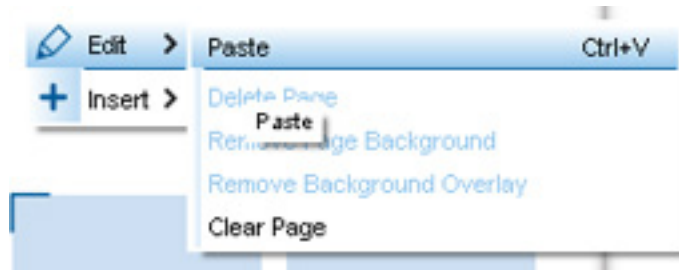 Edit > Paste Ctrl+V
Insert > Delete Page
Paste
Remove Page Background
Remove Background Overlay
Clear Page